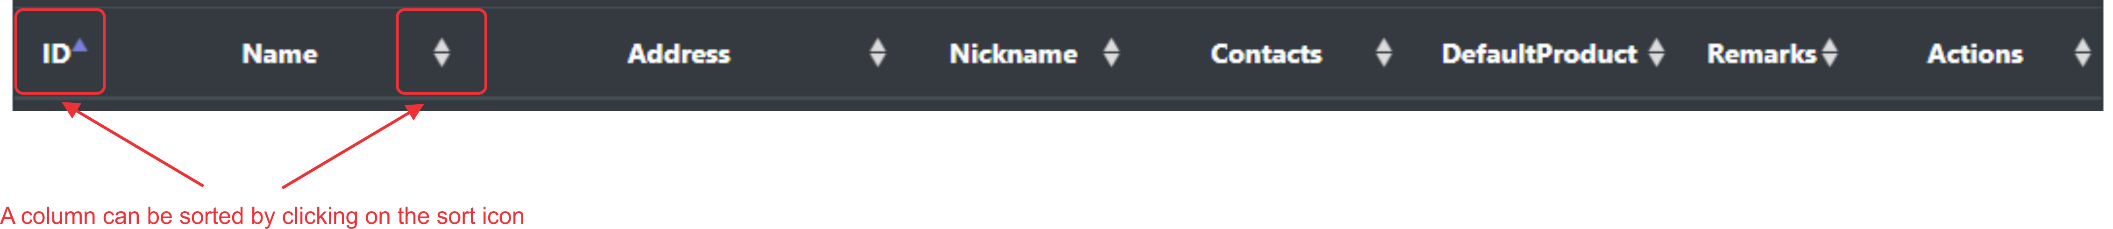 ID Name Address Nickname Contacts DefaultProduct Remarks Actions
A column can be sorted by clicking on the sort icon